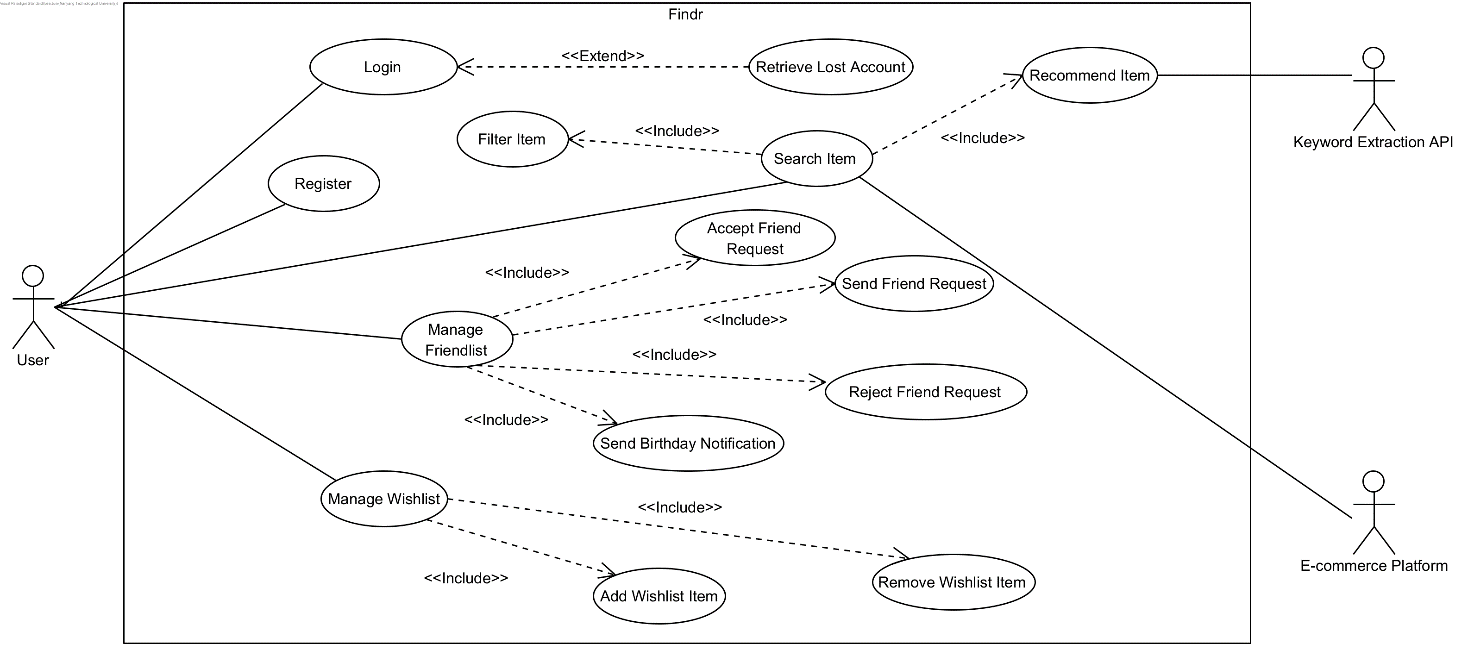 Findr
Login
<<Extend>>
Retrieve Lost Account
Recommend Item
Filter Item
<<Include>>
Search Item
<<Include>>
Keyword Extraction API
Register
Accept Friend
Request
<<Include>>
Send Friend Request
<<Include>>
Manage
Friendlist
User
<<Include>>
Reject Friend Request
<<Include>>
Send Birthday Notification
Manage Wishlist
<<Include>>
E-commerce Platform
<<Include>>
Add Wishlist Item
Remove Wishlist Item